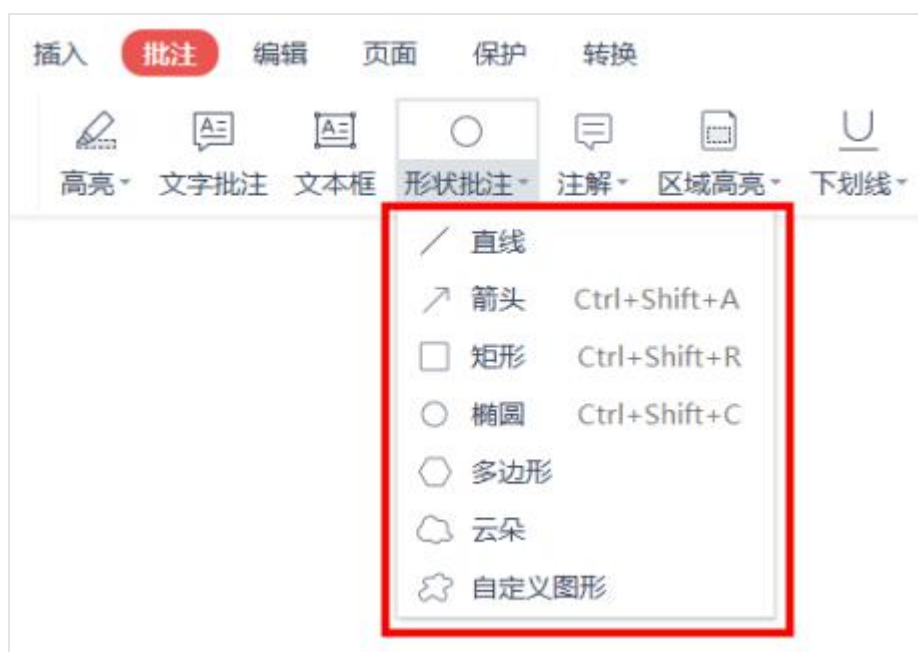 插入 批注 编辑 页面 保护 转换
高亮 文字批注 文本框 形状批注 注解 区域高亮 下划线
直线
箭头 Ctrl+Shift+A
矩形 Ctrl+Shift+R
椭圆 Ctrl+Shift+C
多边形
云朵
自定义图形